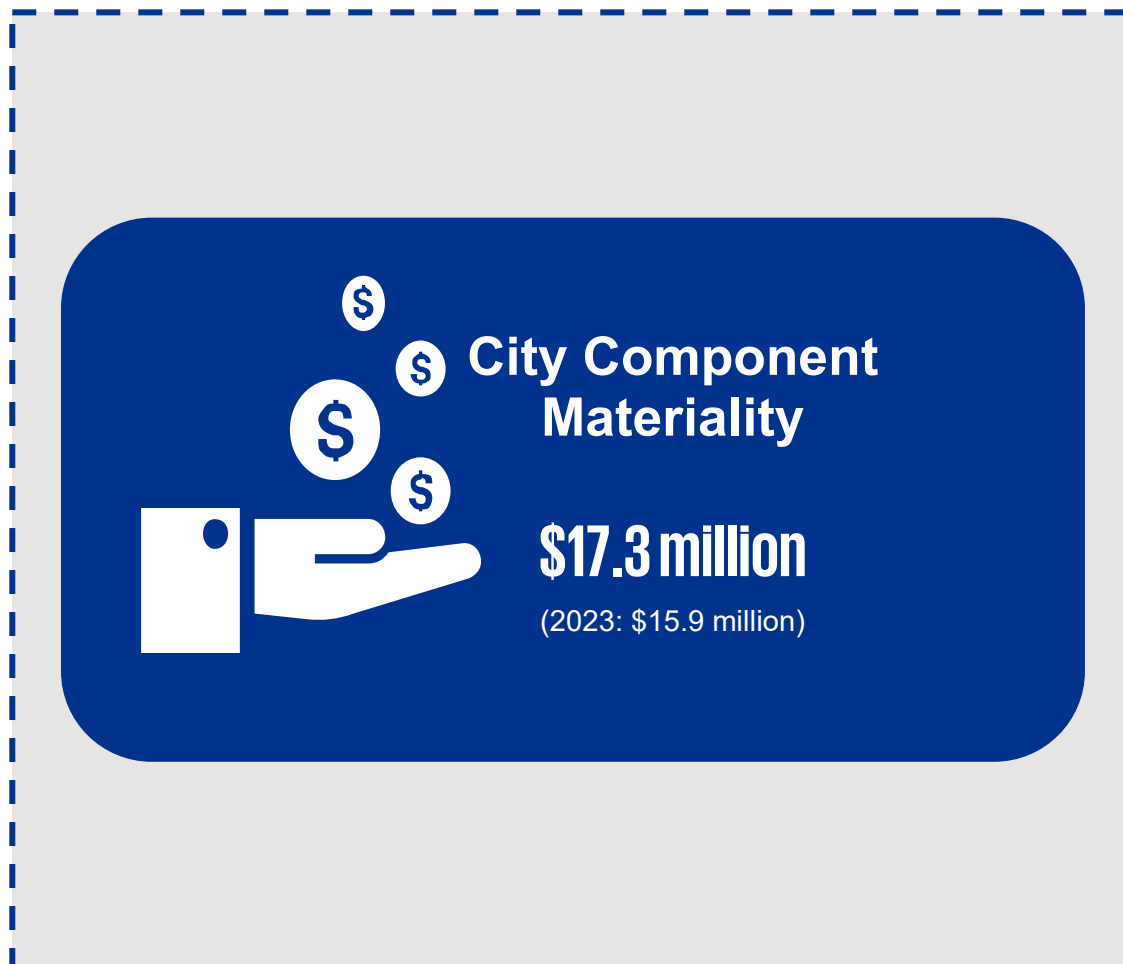 $
$
$
$
City Component
Materiality
$17.3 million
(2023: $15.9 million)